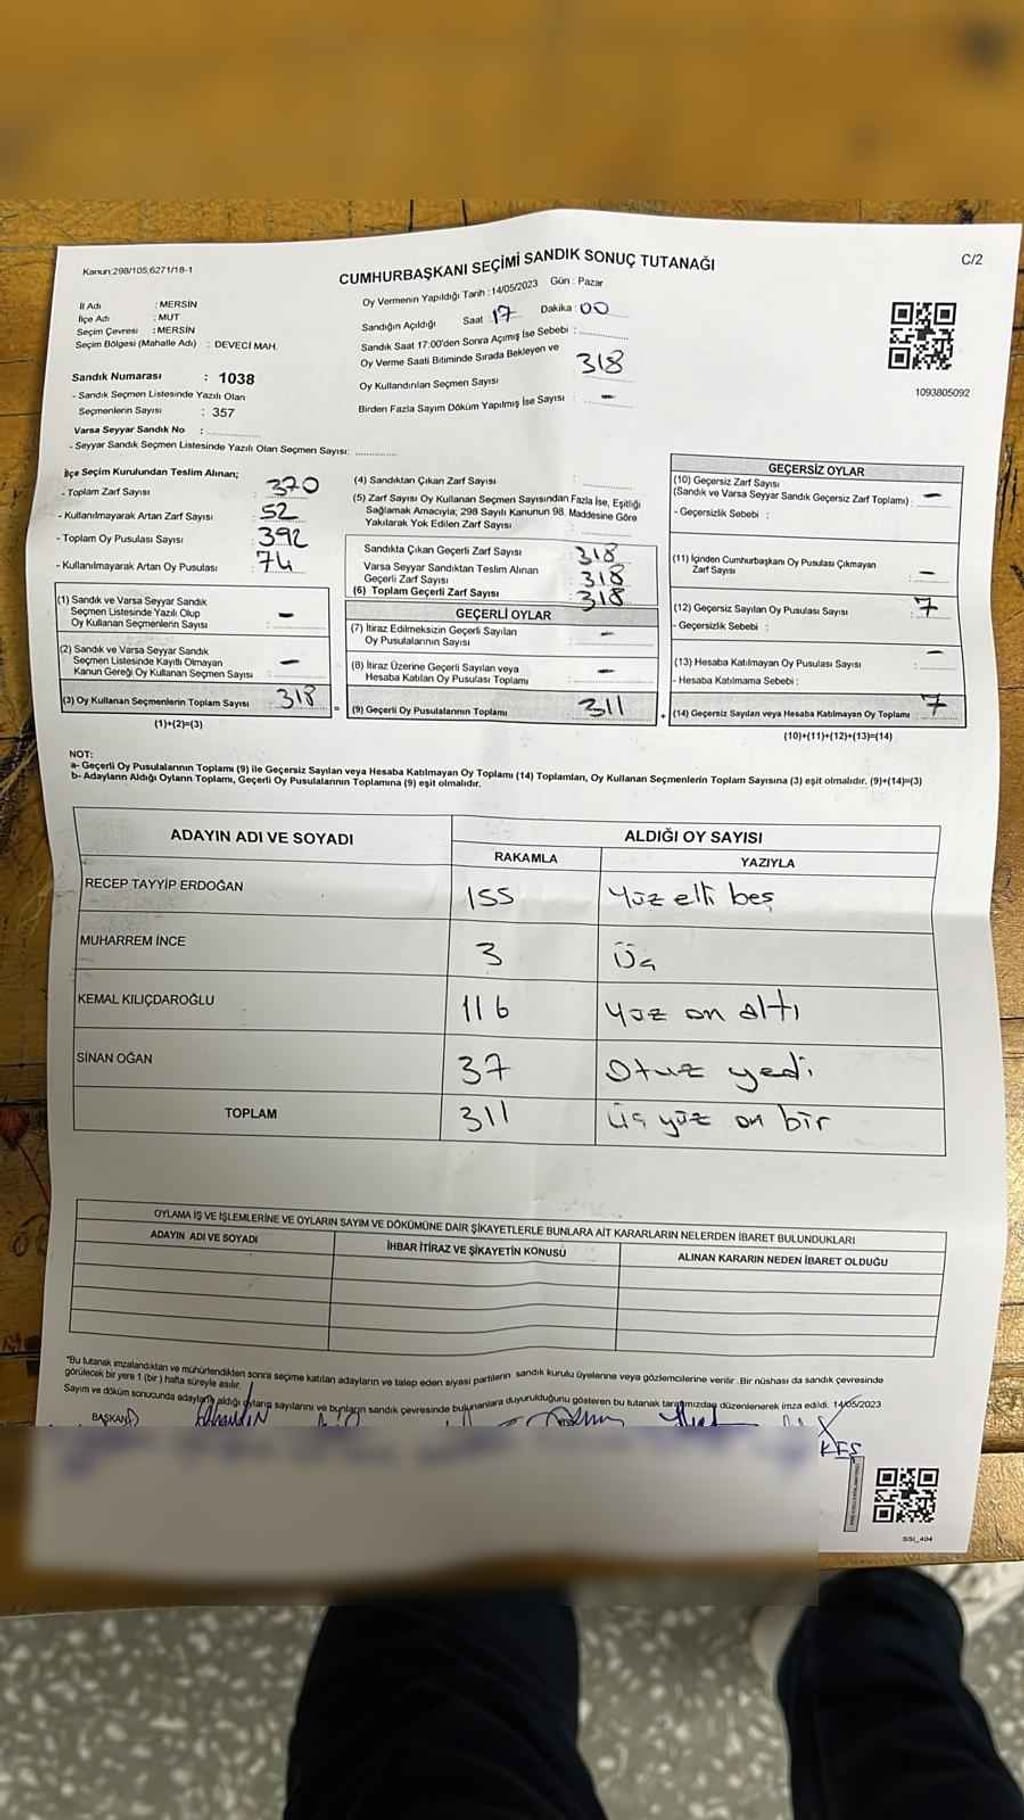 Kanun:298/105,6271/18-1
CUMHURBAŞKANI SEÇİMİ SANDIK SONUÇ TUTANAĞI
C/2
İl Adı : MERSİN
İlçe Adı : MUT
Seçim Çevresi : MERSİN
Seçim Bölgesi (Mahalle Adı) : DEVECİ MAH.
Sandık Numarası : 1038
- Sandık Seçmen Listesinde Yazılı Olan
Seçmenlerin Sayısı : 357
Varsa Seyyar Sandık No :
- Seyyar Sandık Seçmen Listesinde Yazılı Olan Seçmen Sayısı:
Oy Vermenin Yapıldığı Tarih : 14/05/2023 Gün : Pazar
Sandığın Açıldığı Saat 17 Dakika : 00
Sandık Saat 17:00'den Sonra Açımış İse Sebebi :
Oy Verme Saati Bitiminde Sırada Bekleyen ve
Oy Kullandırılan Seçmen Sayısı 318
Birden Fazla Sayım Döküm Yapılmış İse Sayısı : -
1093805092
İlçe Seçim Kurulundan Teslim Alınan;
- Toplam Zarf Sayısı 370
- Kullanılmayarak Artan Zarf Sayısı 52
- Toplam Oy Pusulası Sayısı 392
- Kullanılmayarak Artan Oy Pusulası : 74
(1) Sandık ve Varsa Seyyar Sandık
Seçmen Listesinde Yazılı Olup
Oy Kullanan Seçmenlerin Sayısı : -
(2) Sandık ve Varsa Seyyar Sandık
Seçmen Listesinde Kayıtlı Olmayan
Kanun Gereği Oy Kullanan Seçmen Sayısı : -
(3) Oy Kullanan Seçmenlerin Toplam Sayısı 318
(1)+(2)=(3)
(4) Sandıktan Çıkan Zarf Sayısı :
(5) Zarf Sayısı Oy Kullanan Seçmen Sayısından Fazla İse, Eşitliği
Sağlamak Amacıyla; 298 Sayılı Kanunun 98. Maddesine Göre
Yakılarak Yok Edilen Zarf Sayısı
Sandıkta Çıkan Geçerli Zarf Sayısı 318
Varsa Seyyar Sandıktan Teslim Alınan
Geçerli Zarf Sayısı 318
(6) Toplam Geçerli Zarf Sayısı 318
GEÇERLİ OYLAR
(7) İtiraz Edilmeksizin Geçerli Sayılan
Oy Pusulalarının Sayısı : -
(8) İtiraz Üzerine Geçerli Sayılan veya
Hesaba Katılan Oy Pusulası Toplamı : -
= (9) Geçerli Oy Pusulalarının Toplamı 311
GEÇERSİZ OYLAR
(10) Geçersiz Zarf Sayısı
(Sandık ve Varsa Seyyar Sandık Geçersiz Zarf Toplamı) : -
- Geçersizlik Sebebi :
(11) İçinden Cumhurbaşkanı Oy Pusulası Çıkmayan
Zarf Sayısı : -
(12) Geçersiz Sayılan Oy Pusulası Sayısı : 7
- Geçersizlik Sebebi :
(13) Hesaba Katılmayan Oy Pusulası Sayısı : -
- Hesaba Katılmama Sebebi :
+ (14) Geçersiz Sayılan veya Hesaba Katılmayan Oy Toplamı 7
(10)+(11)+(12)+(13)=(14)
NOT:
a- Geçerli Oy Pusulalarının Toplamı (9) ile Geçersiz Sayılan veya Hesaba Katılmayan Oy Toplamı (14) Toplamları, Oy Kullanan Seçmenlerin Toplam Sayısına (3) eşit olmalıdır. (9)+(14)=(3)
b- Adayların Aldığı Oyların Toplamı, Geçerli Oy Pusulalarının Toplamına (9) eşit olmalıdır.
ADAYIN ADI VE SOYADI ALDIĞI OY SAYISI
RAKAMLA YAZIYLA
RECEP TAYYİP ERDOĞAN 155 Yüz elli beş
MUHARREM İNCE 3 Üç
KEMAL KILIÇDAROĞLU 116 Yüz on altı
SİNAN OĞAN 37 Otuz yedi
TOPLAM 311 Üç yüz on bir
OYLAMA İŞ VE İŞLEMLERİNE VE OYLARIN SAYIM VE DÖKÜMÜNE DAİR ŞİKAYETLERLE BUNLARA AİT KARARLARIN NELERDEN İBARET BULUNDUKLARI
ADAYIN ADI VE SOYADI İHBAR İTİRAZ VE ŞİKAYETİN KONUSU ALINAN KARARIN NEDEN İBARET OLDUĞU
*Bu tutanak imzalandıktan ve mühürlendikten sonra seçime katılan adayların ve talep eden siyasi partilerin sandık kurulu üyelerine veya gözlemcilerine verilir. Bir nüshası da sandık çevresinde
görülecek bir yere 1 (bir) hafta süreyle asılır.
Sayım ve döküm sonucunda adayların aldığı oyların sayılarını ve bunların sandık çevresinde bulunanlara duyurulduğunu gösteren bu tutanak tarafımızdan düzenlenerek imza edildi. 14/05/2023
BAŞKAN
SSI_494